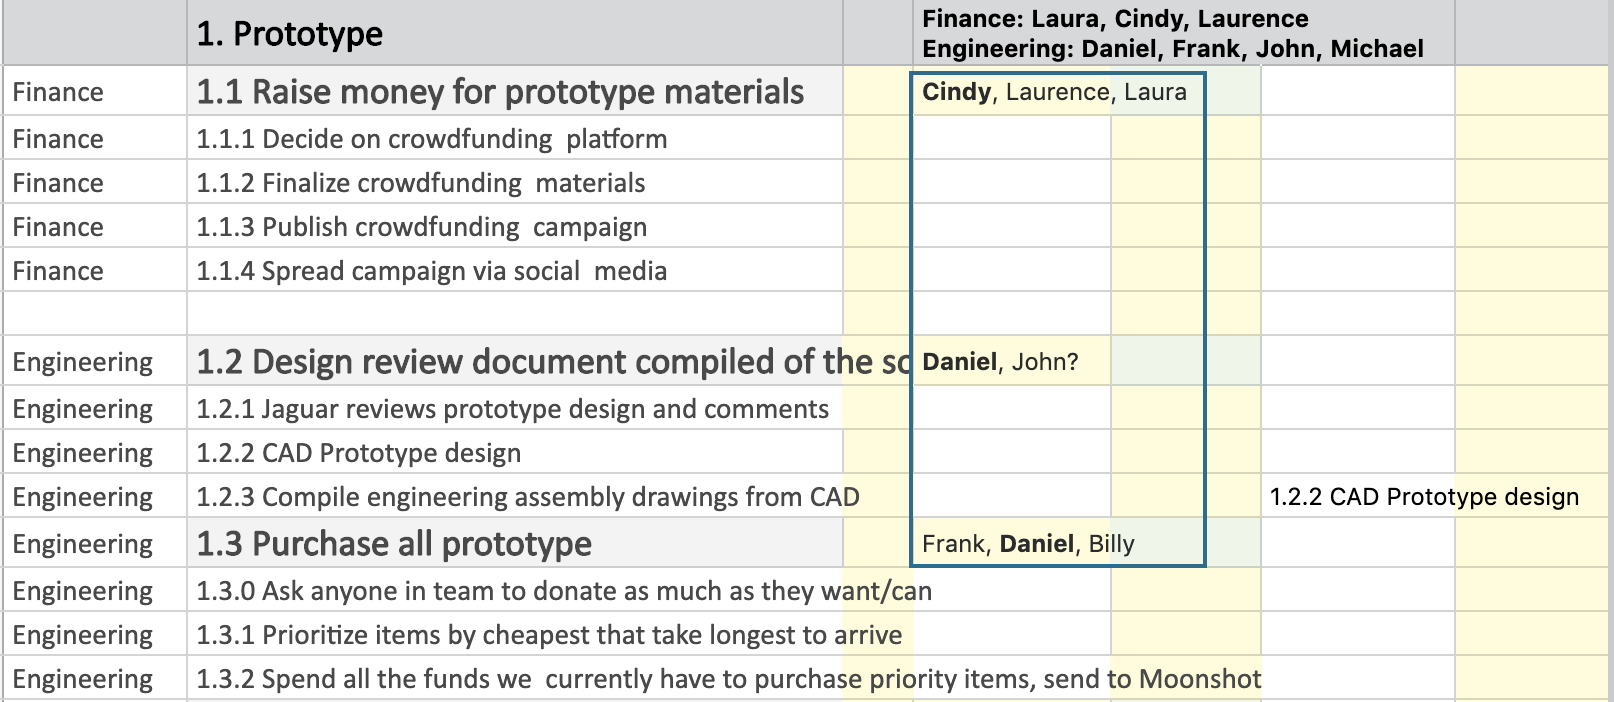 1. Prototype
Finance: Laura, Cindy, Laurence
Engineering: Daniel, Frank, John, Michael
Finance 1.1 Raise money for prototype materials Cindy, Laurence, Laura
Finance 1.1.1 Decide on crowdfunding platform
Finance 1.1.2 Finalize crowdfunding materials
Finance 1.1.3 Publish crowdfunding campaign
Finance 1.1.4 Spread campaign via social media
Engineering 1.2 Design review document compiled of the Daniel, John?
Engineering 1.2.1 Jaguar reviews prototype design and comments
Engineering 1.2.2 CAD Prototype design
Engineering 1.2.3 Compile engineering assembly drawings from CAD 1.2.2 CAD Prototype design
Engineering 1.3 Purchase all prototype Frank, Daniel, Billy
Engineering 1.3.0 Ask anyone in team to donate as much as they want/can
Engineering 1.3.1 Prioritize items by cheapest that take longest to arrive
Engineering 1.3.2 Spend all the funds we currently have to purchase priority items, send to Moonshot